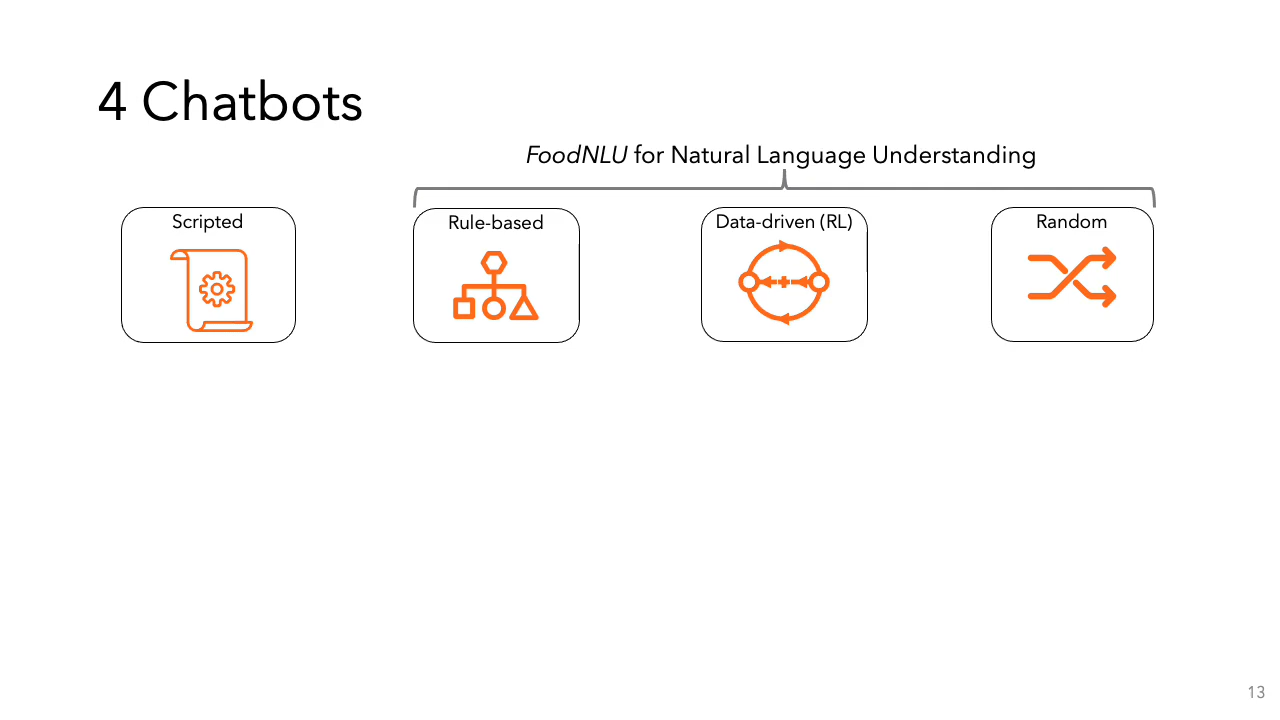 4 Chatbots
FoodNLU for Natural Language Understanding
Scripted
Rule-based
Data-driven (RL)
Random
13